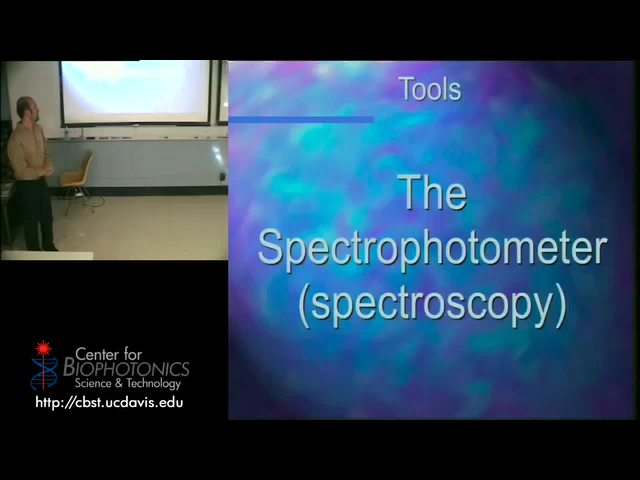 Tools
The
Spectrophotometer
(spectroscopy)
Center for
BIOPHOTONICS
Science & Technology
http://cbst.ucdavis.edu